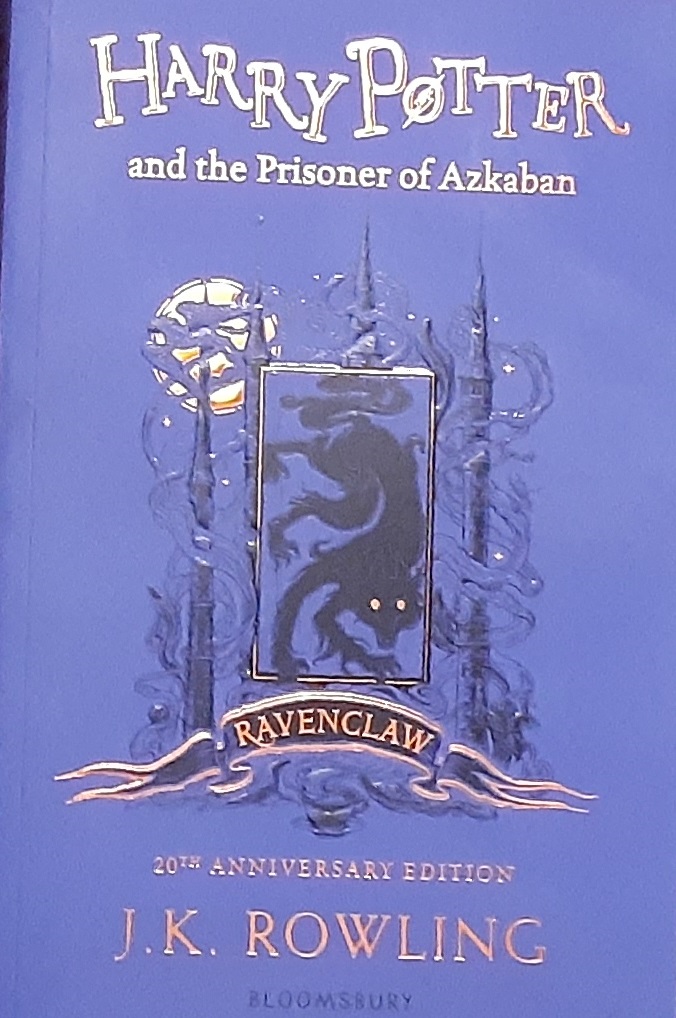 HARRY POTTER
and the Prisoner of Azkaban
RAVENCLAW
20TH ANNIVERSARY EDITION
J.K. ROWLING
BLOOMSBURY